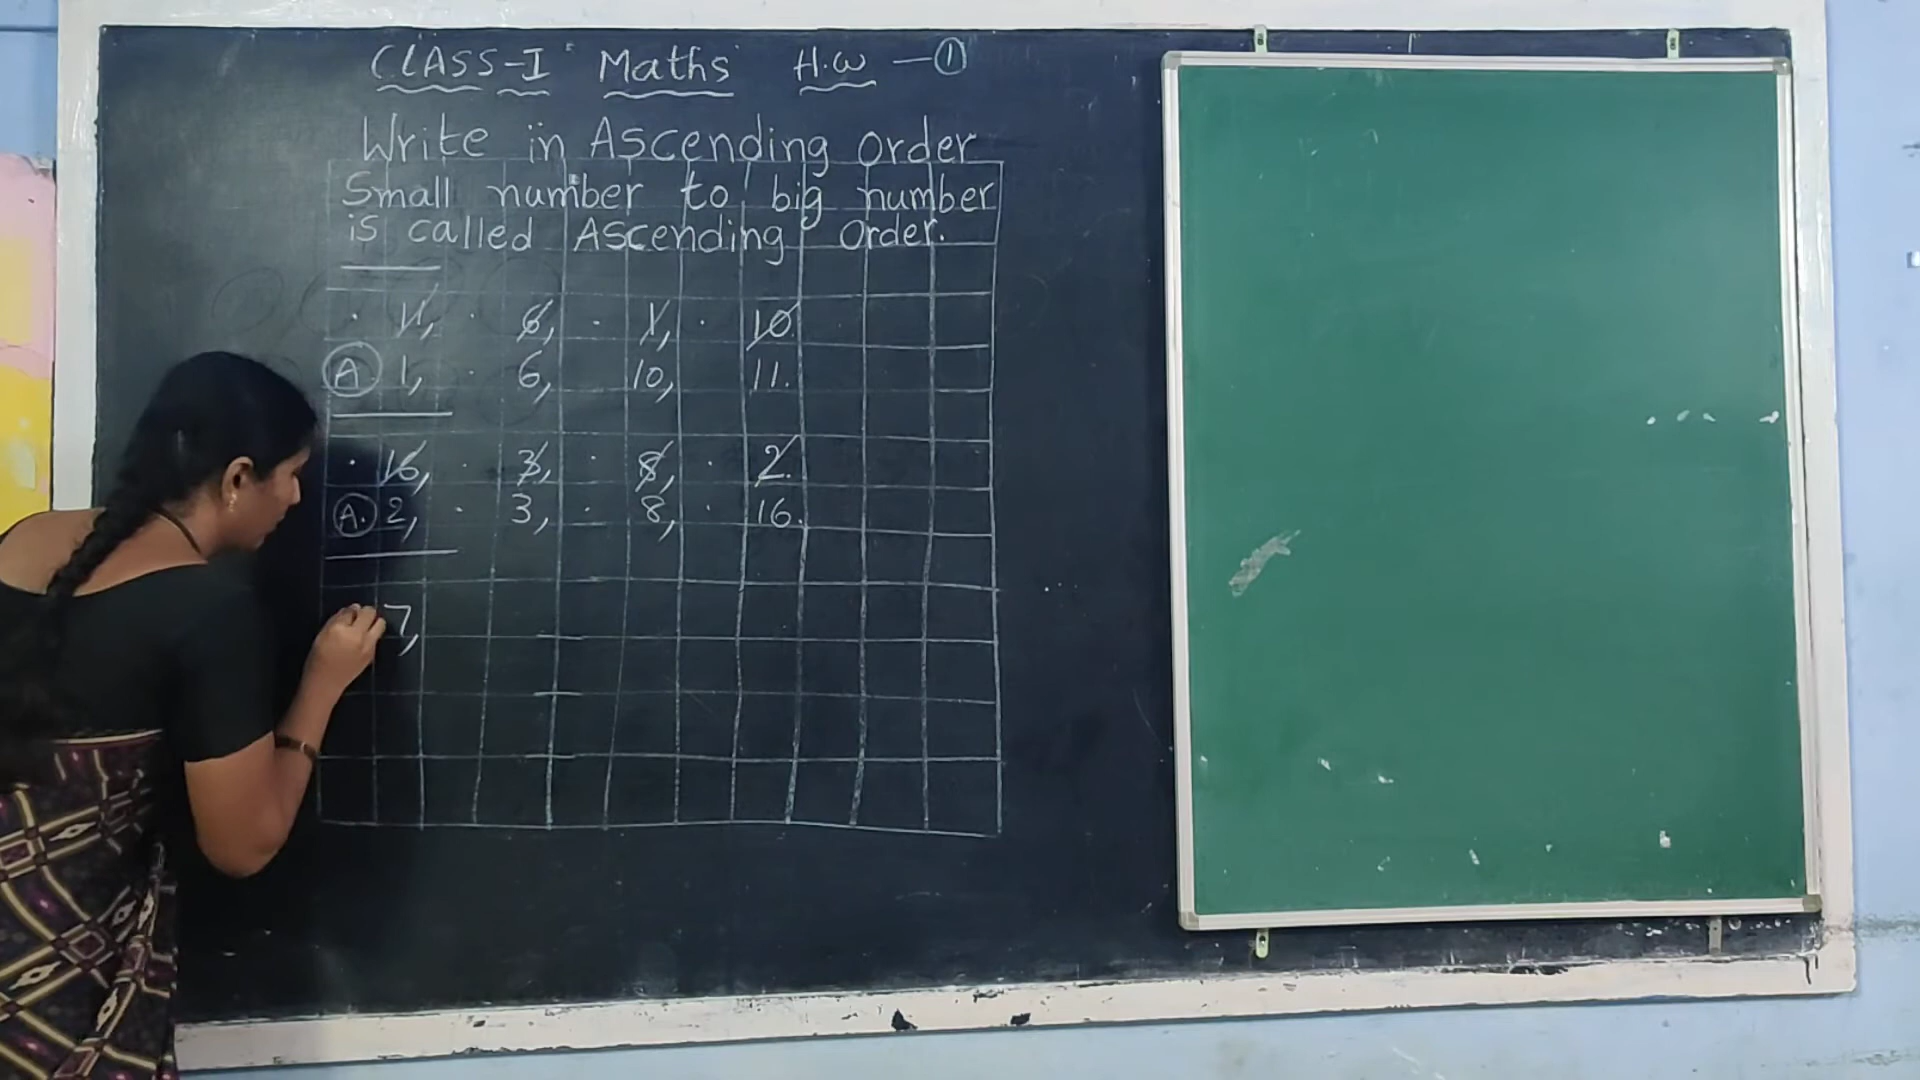 CLASS-I Maths H.W — 1
Write in Ascending order
Small number to big number
is called Ascending Order.
11, 6, 1, 10.
A 1, 6, 10, 11.
16, 3, 8, 2.
A. 2, 3, 8, 16.
7,